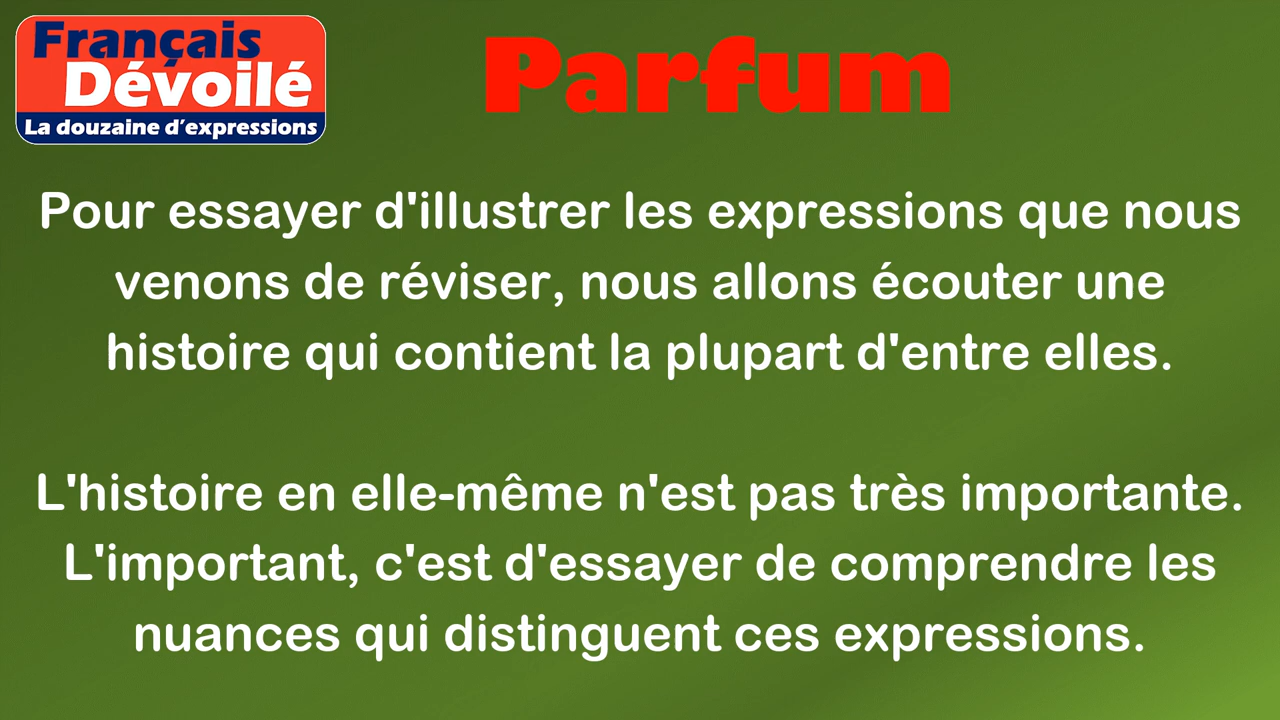 Français
Dévoilé
La douzaine d'expressions
Parfum
Pour essayer d'illustrer les expressions que nous
venons de réviser, nous allons écouter une
histoire qui contient la plupart d'entre elles.
L'histoire en elle-même n'est pas très importante.
L'important, c'est d'essayer de comprendre les
nuances qui distinguent ces expressions.